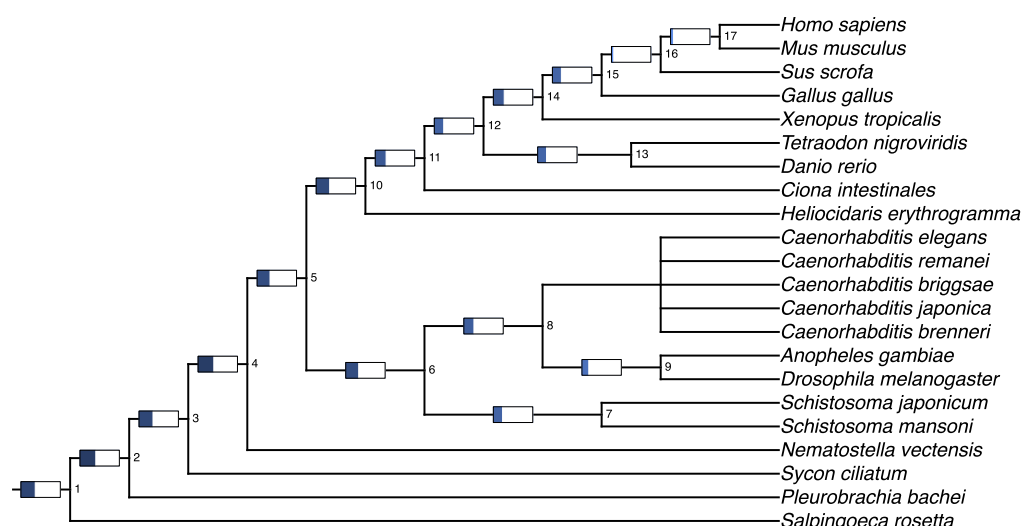 Homo sapiens
17
Mus musculus
16
Sus scrofa
15
Gallus gallus
14
Xenopus tropicalis
12
Tetraodon nigroviridis
13
Danio rerio
11
Ciona intestinales
10
Heliocidaris erythrogramma
Caenorhabditis elegans
Caenorhabditis remanei
5
Caenorhabditis briggsae
Caenorhabditis japonica
8
Caenorhabditis brenneri
Anopheles gambiae
4
9
6
Drosophila melanogaster
Schistosoma japonicum
7
3
Schistosoma mansoni
Nematostella vectensis
2
Sycon ciliatum
1
Pleurobrachia bachei
Salpingoeca rosetta